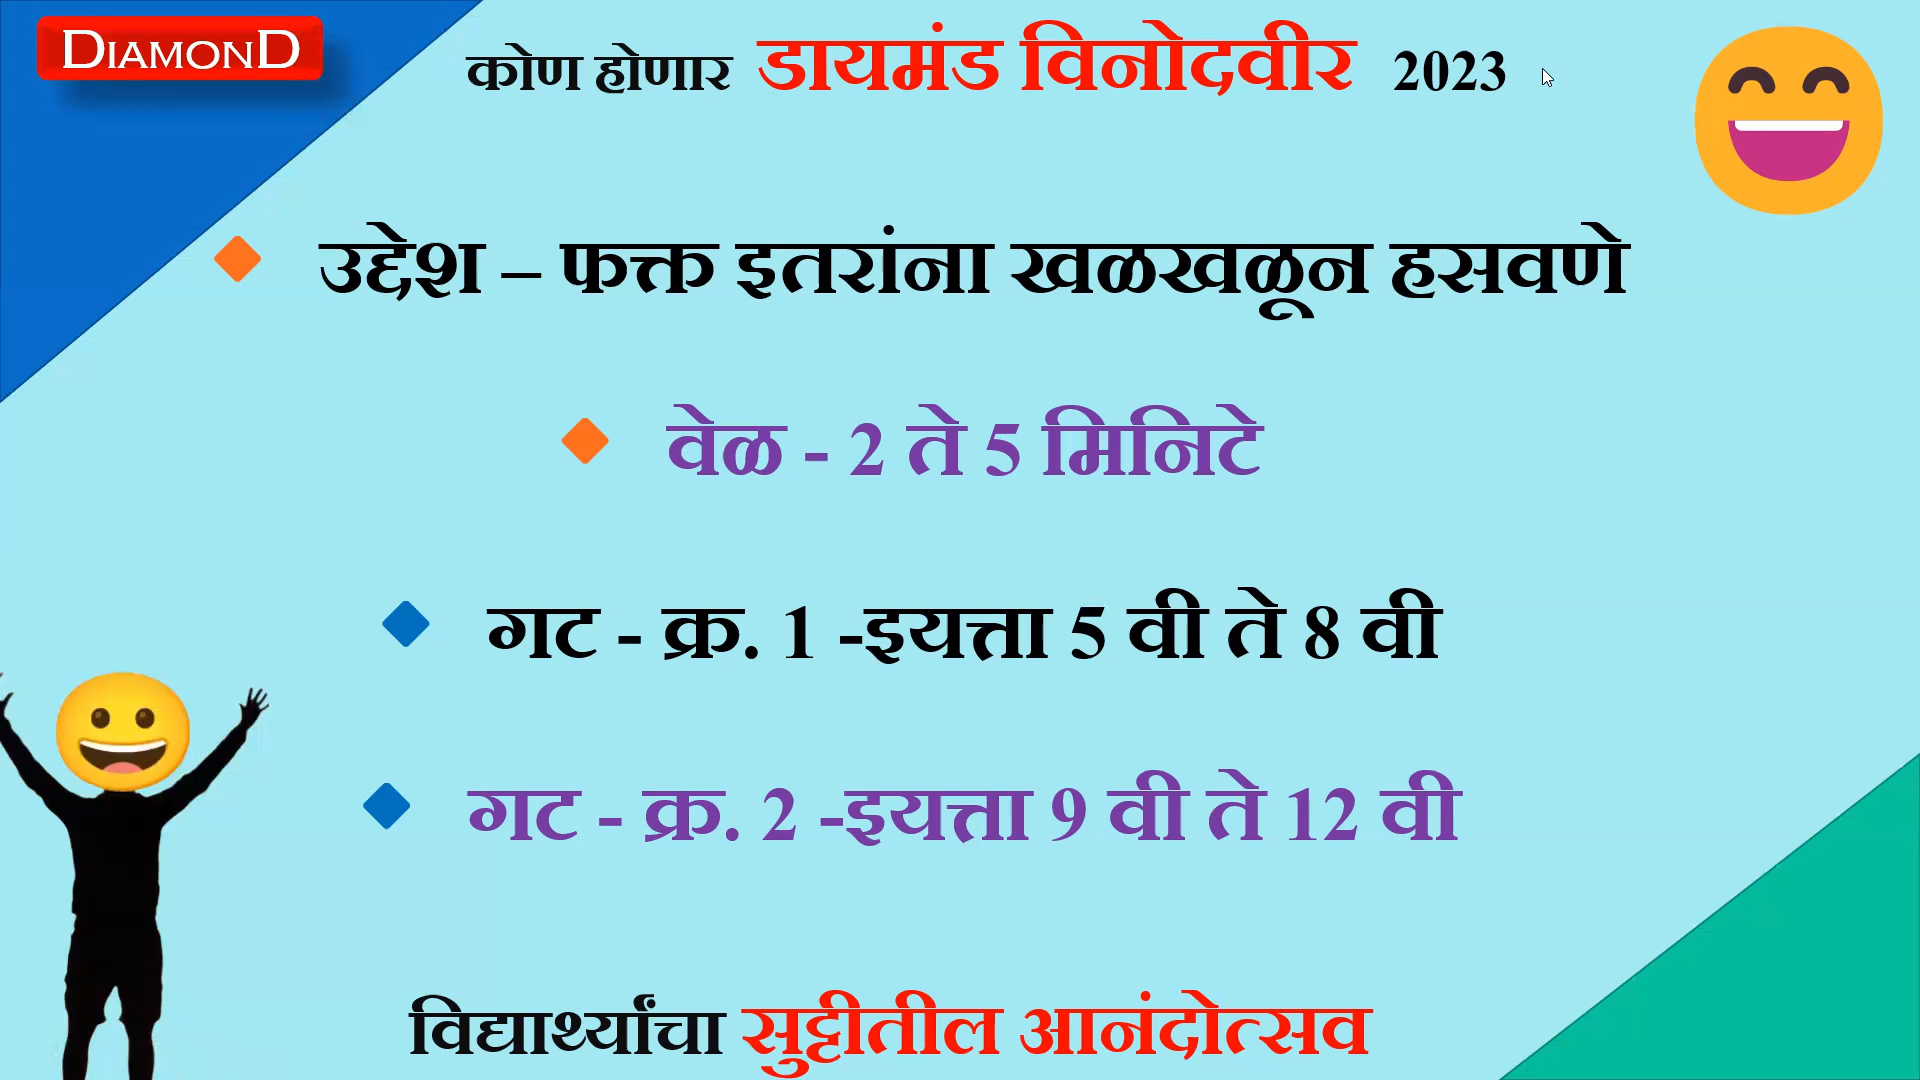 DIAMOND
कोण होणार डायमंड विनोदवीर 2023
उद्देश – फक्त इतरांना खळखळून हसवणे
वेळ - 2 ते 5 मिनिटे
गट - क्र. 1 -इयत्ता 5 वी ते 8 वी
गट - क्र. 2 -इयत्ता 9 वी ते 12 वी
विद्यार्थ्यांचा सुट्टीतील आनंदोत्सव